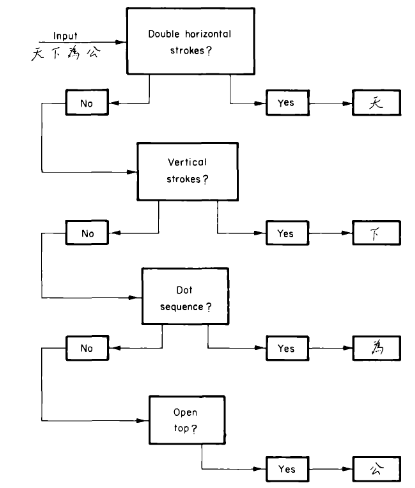 Input
天下為公
Double horizontal
strokes?
No
Yes
天
Vertical
strokes?
No
Yes
下
Dot
sequence?
No
Yes
為
Open
top?
Yes
公